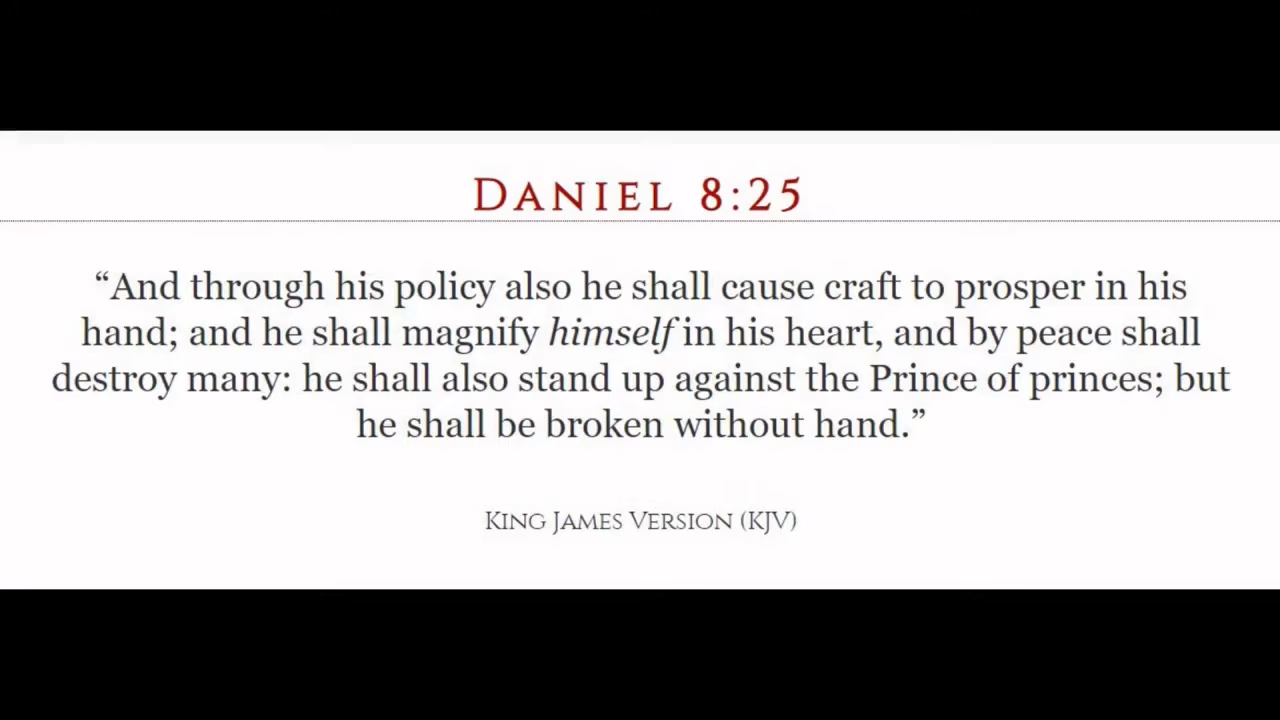 DANIEL 8:25
“And through his policy also he shall cause craft to prosper in his
hand; and he shall magnify himself in his heart, and by peace shall
destroy many: he shall also stand up against the Prince of princes; but
he shall be broken without hand.”
KING JAMES VERSION (KJV)